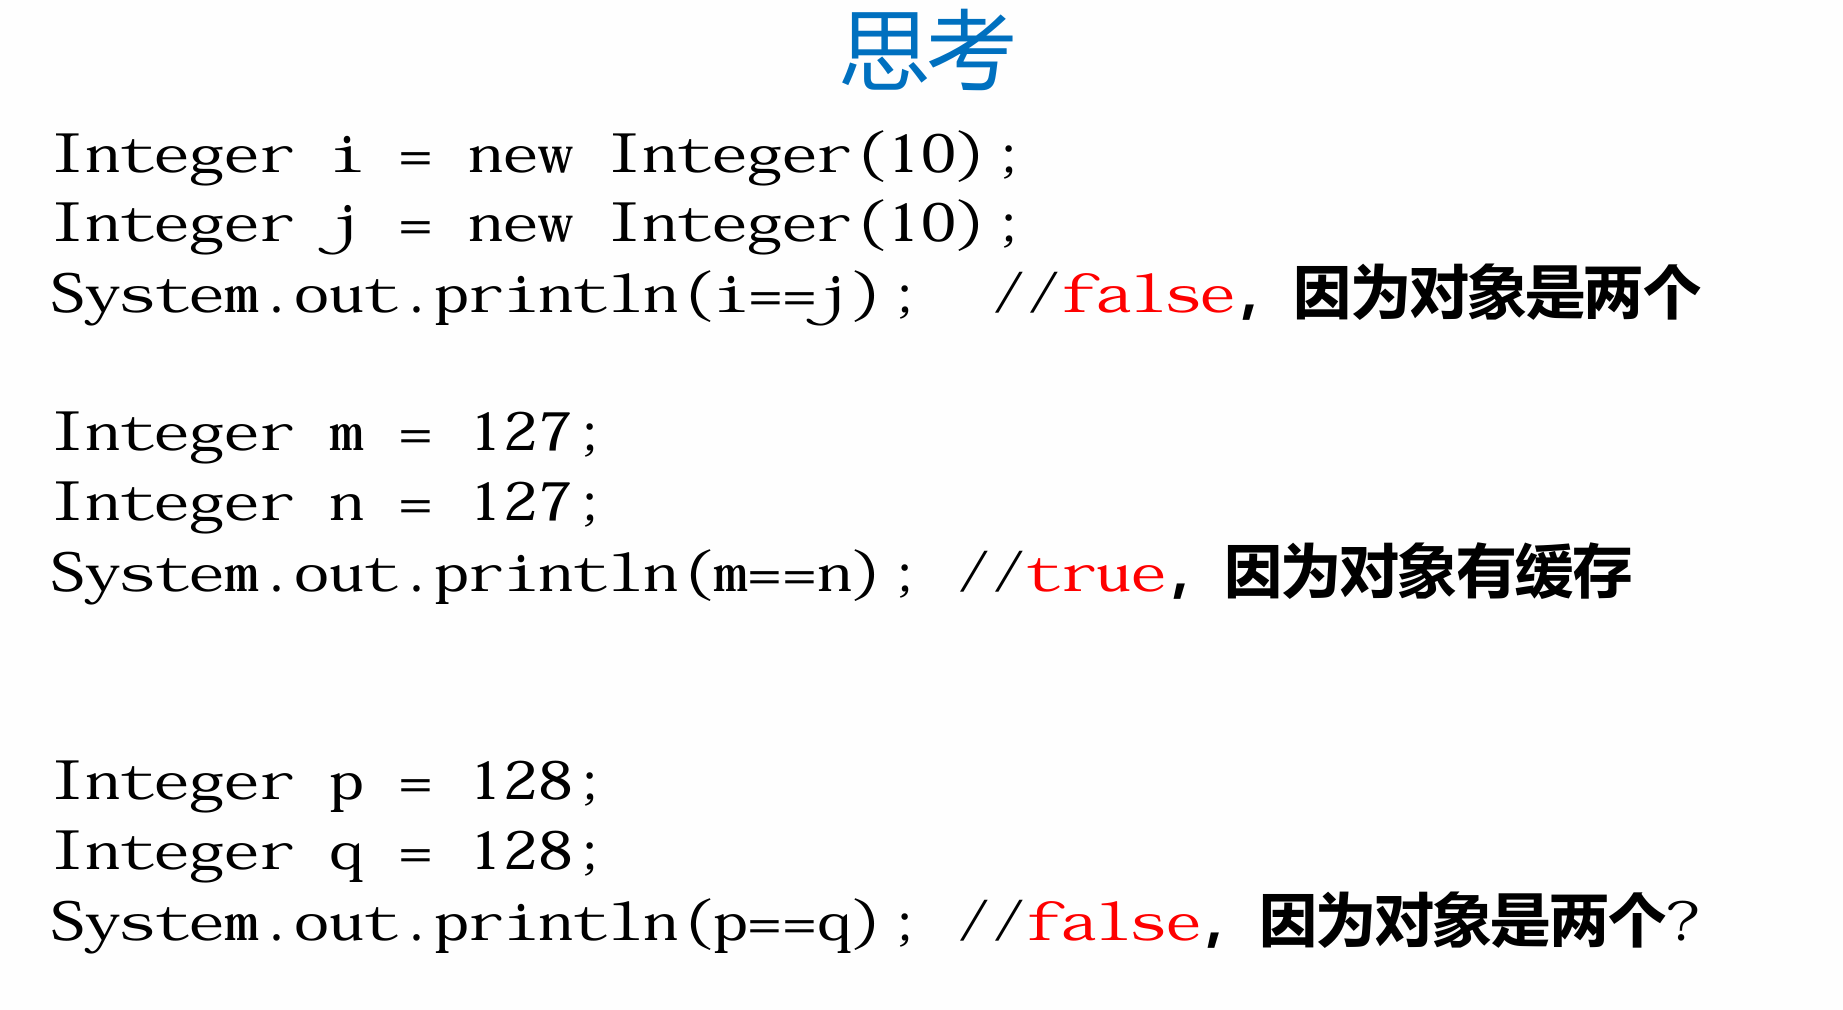 思考
Integer i = new Integer(10);
Integer j = new Integer(10);
System.out.println(i==j);  //false，因为对象是两个
Integer m = 127;
Integer n = 127;
System.out.println(m==n); //true，因为对象有缓存
Integer p = 128;
Integer q = 128;
System.out.println(p==q); //false，因为对象是两个?